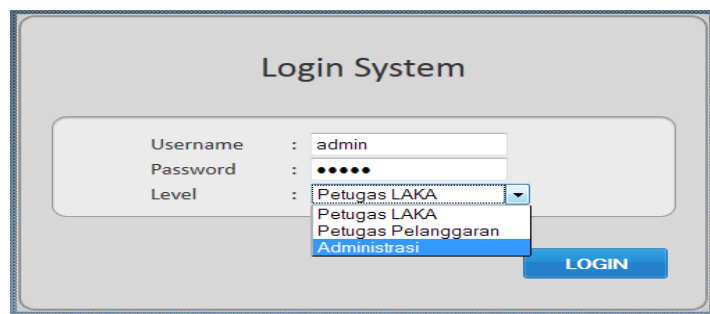 Login System
Username : admin
Password : •••••
Level : Petugas LAKA
Petugas LAKA
Petugas Pelanggaran
Administrasi
LOGIN